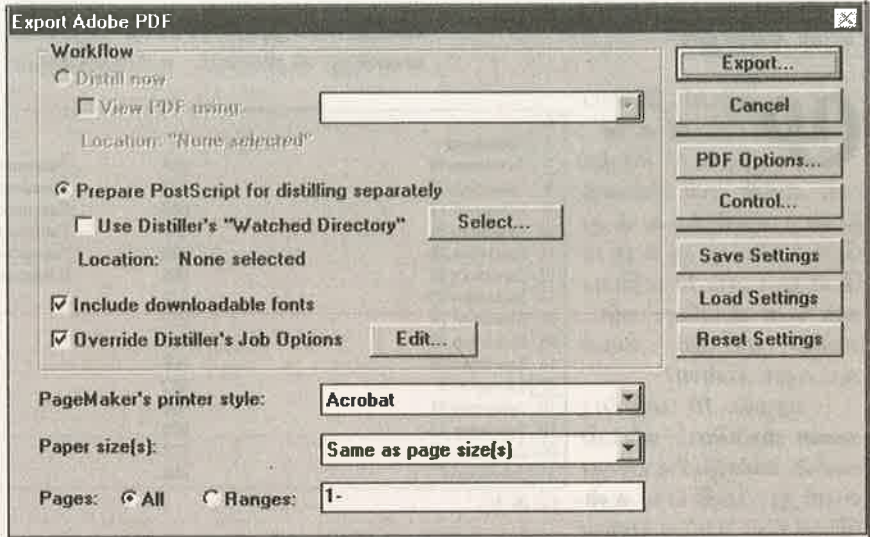 Export Adobe PDF
Workflow
Distill now
View PDF using:
Location: "None selected"
Prepare PostScript for distilling separately
Use Distiller's "Watched Directory"
Select...
Location: None selected
Include downloadable fonts
Override Distiller's Job Options
Edit...
PageMaker's printer style:
Acrobat
Paper size(s):
Same as page size(s)
Pages:
All
Ranges:
1-
Export...
Cancel
PDF Options...
Control...
Save Settings
Load Settings
Reset Settings